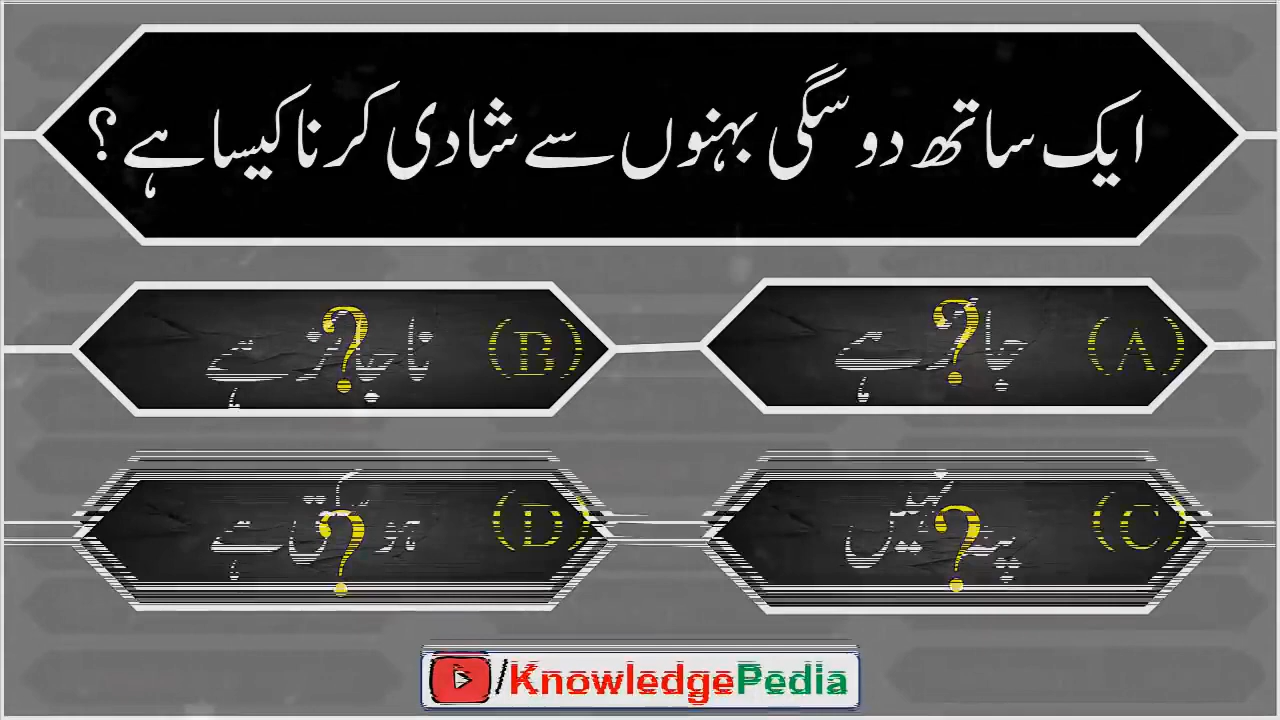 ایک ساتھ دو سگی بہنوں سے شادی کرنا کیسا ہے؟
(A) جائز ہے
?
(B) ناجائز ہے
?
(C) پتہ نہیں
?
(D) ہو سکتی ہے
?
/KnowledgePedia